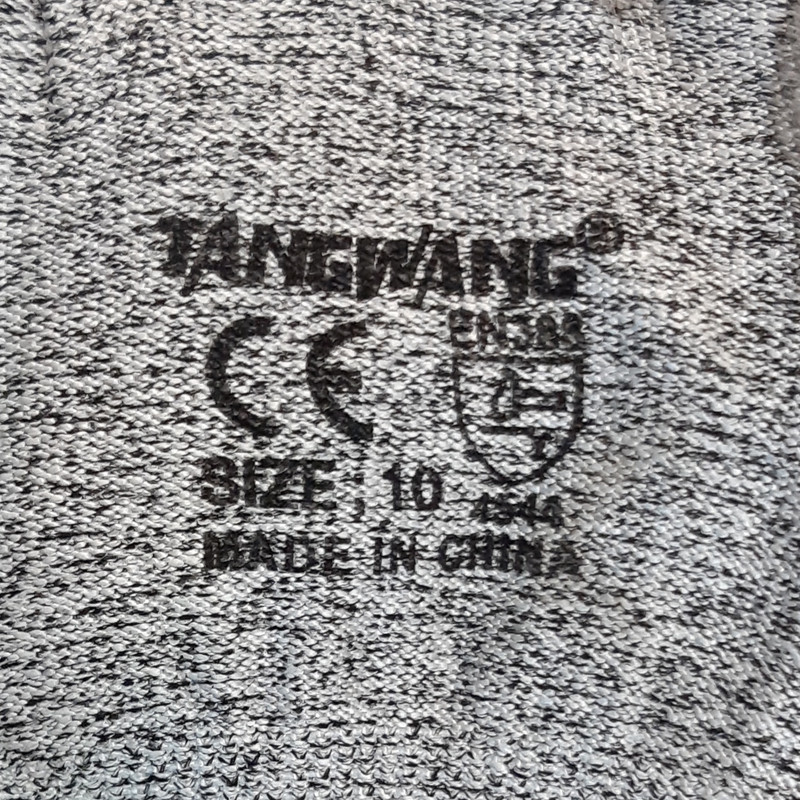 TANGWANG®
CE
EN388
SIZE: 10
4544
MADE IN CHINA